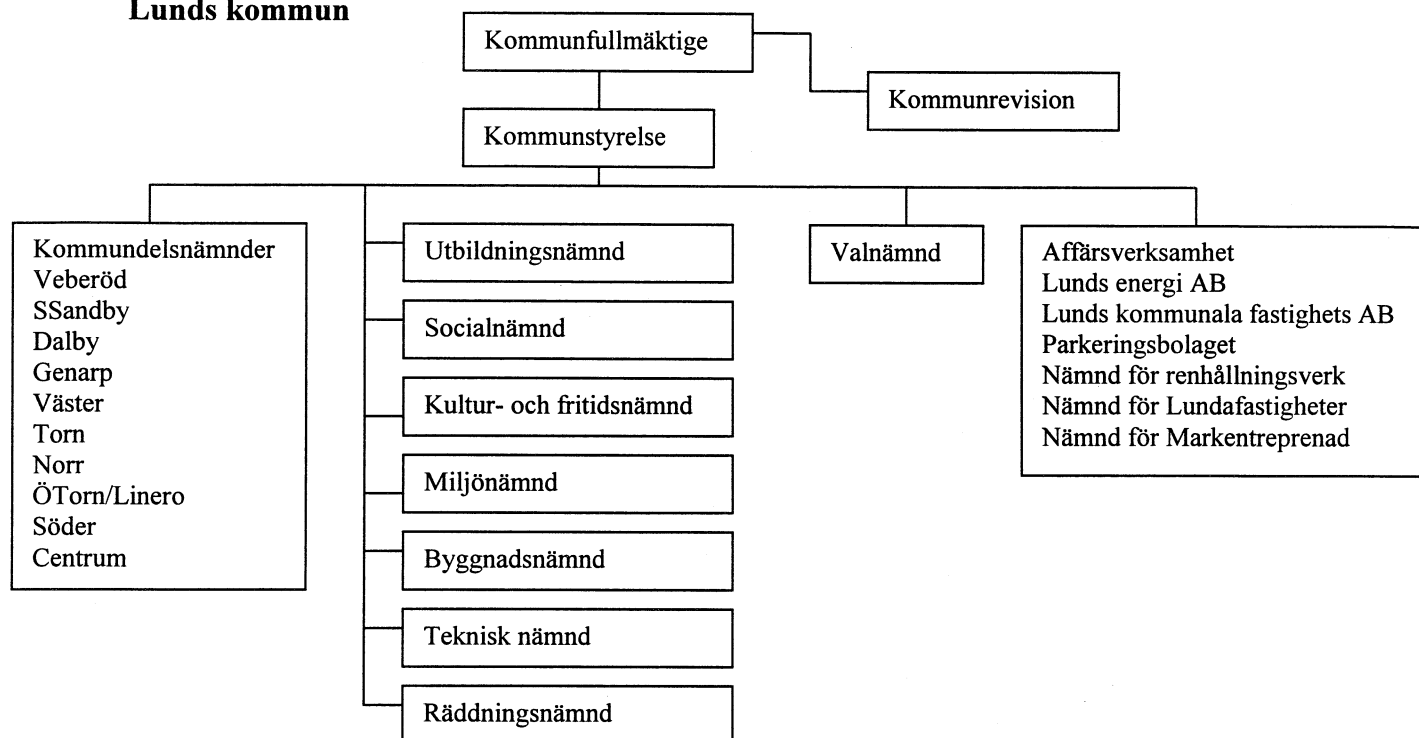 Lunds kommun
Kommunfullmäktige
Kommunrevision
Kommunstyrelse
Kommundelsnämnder
Veberöd
SSandby
Dalby
Genarp
Väster
Torn
Norr
ÖTorn/Linero
Söder
Centrum
Utbildningsnämnd
Socialnämnd
Kultur- och fritidsnämnd
Miljönämnd
Byggnadsnämnd
Teknisk nämnd
Räddningsnämnd
Valnämnd
Affärsverksamhet
Lunds energi AB
Lunds kommunala fastighets AB
Parkeringsbolaget
Nämnd för renhållningsverk
Nämnd för Lundafastigheter
Nämnd för Markentreprenad